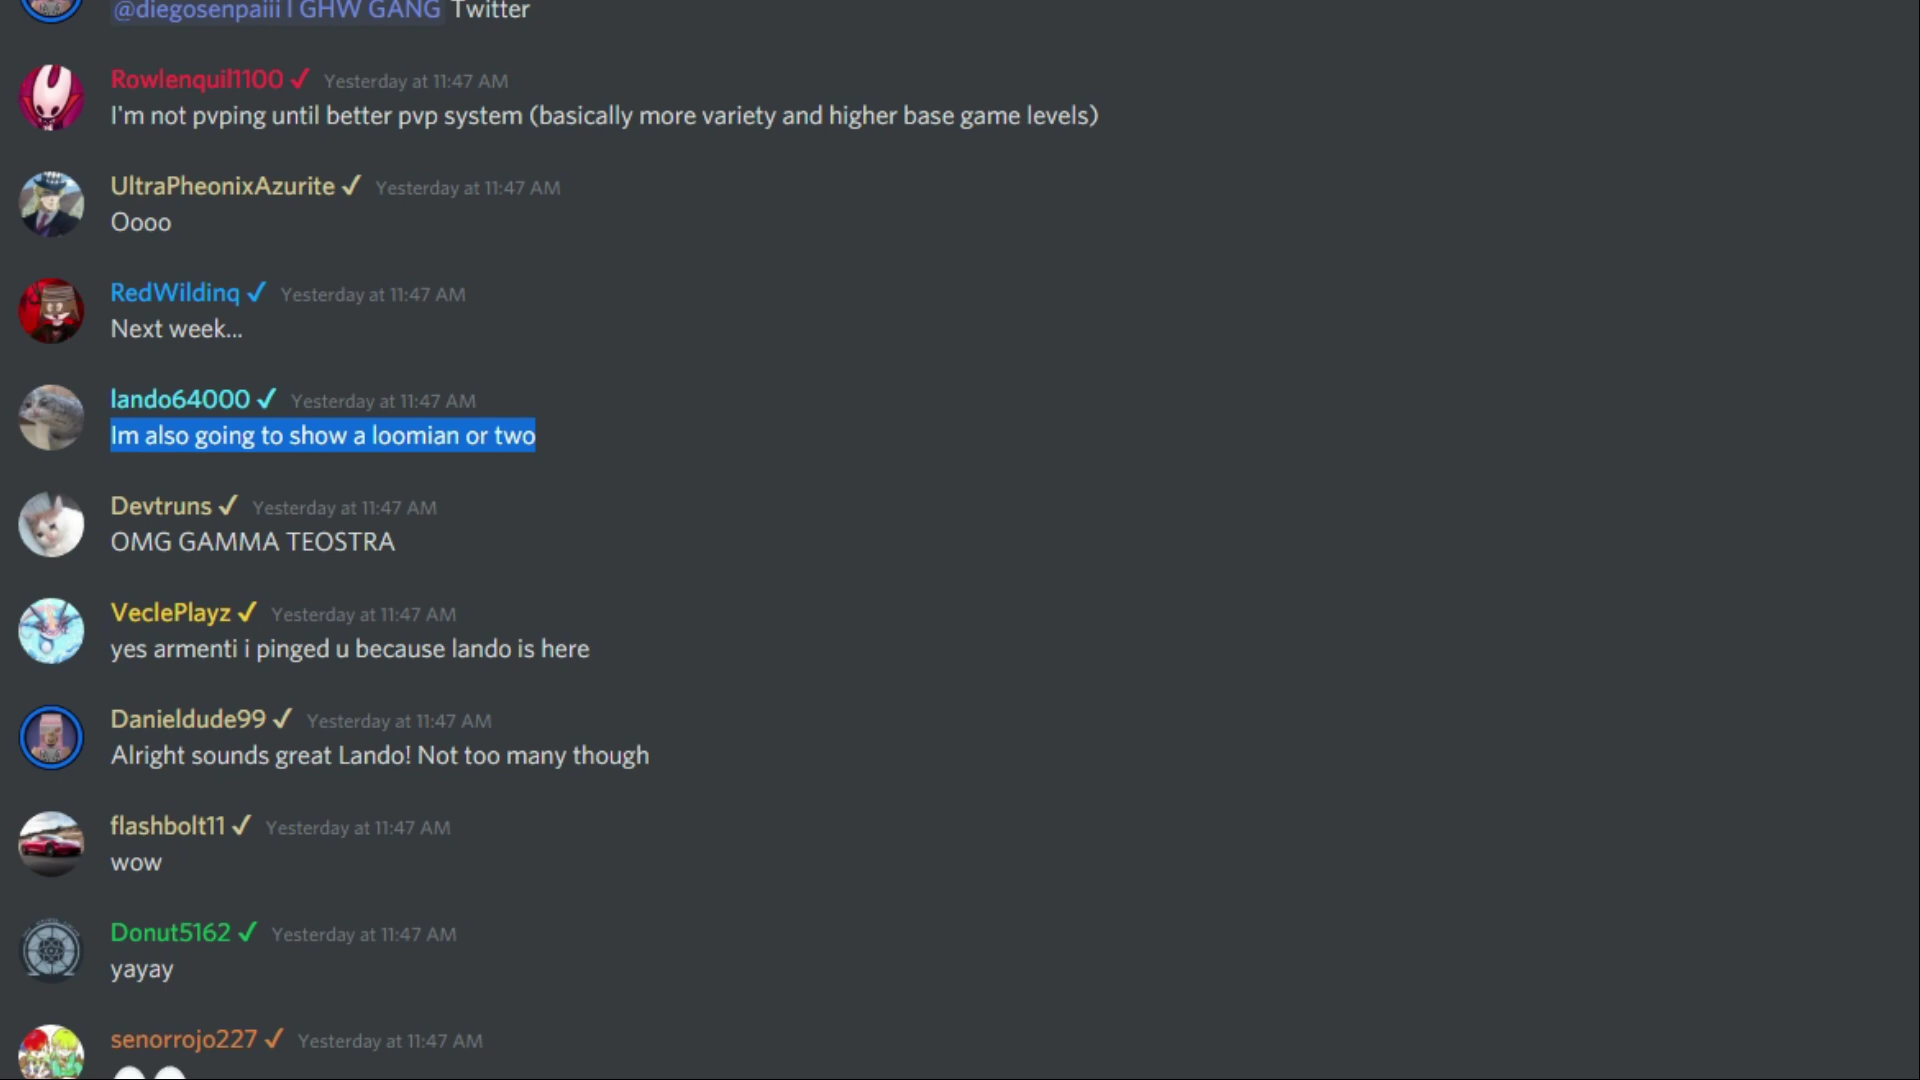 @diegosenpaiii | GHW GANG Twitter
Rowlenquil1100 ✓ Yesterday at 11:47 AM
I'm not pvping until better pvp system (basically more variety and higher base game levels)
UltraPheonixAzurite ✓ Yesterday at 11:47 AM
Oooo
RedWildinq ✓ Yesterday at 11:47 AM
Next week...
lando64000 ✓ Yesterday at 11:47 AM
Im also going to show a loomian or two
Devtruns ✓ Yesterday at 11:47 AM
OMG GAMMA TEOSTRA
VeclePlayz ✓ Yesterday at 11:47 AM
yes armenti i pinged u because lando is here
Danieldude99 ✓ Yesterday at 11:47 AM
Alright sounds great Lando! Not too many though
flashbolt11 ✓ Yesterday at 11:47 AM
wow
Donut5162 ✓ Yesterday at 11:47 AM
yayay
senorrojo227 ✓ Yesterday at 11:47 AM